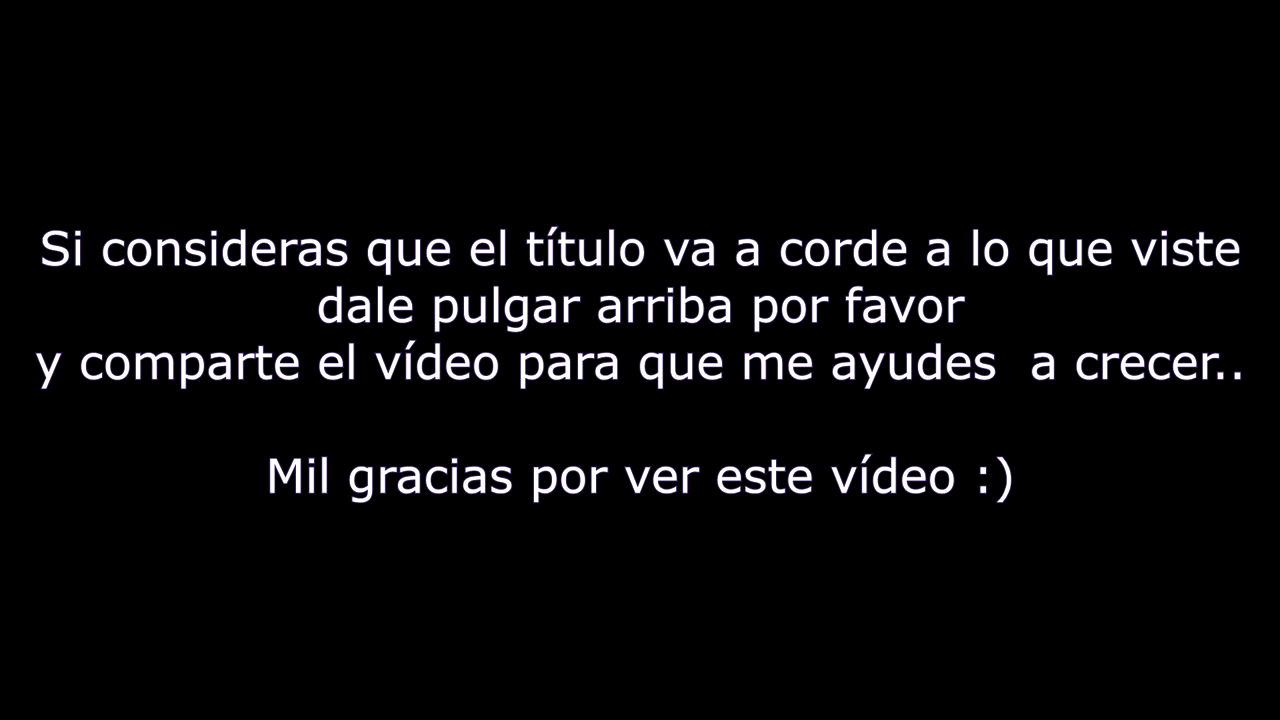 Si consideras que el título va a corde a lo que viste
dale pulgar arriba por favor
y comparte el vídeo para que me ayudes  a crecer..
Mil gracias por ver este vídeo :)